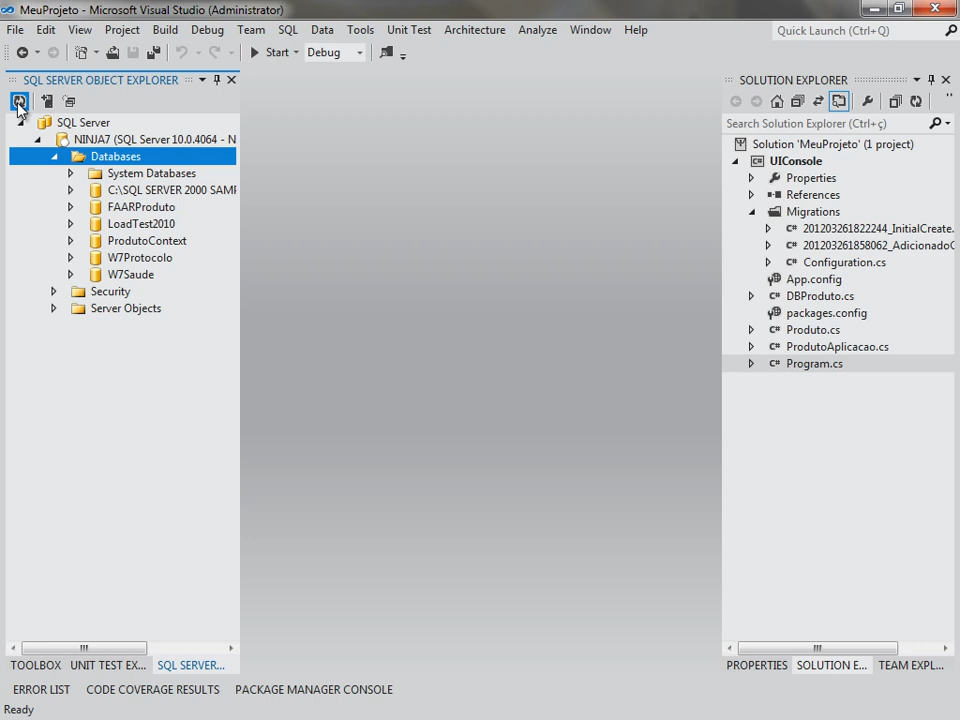 MeuProjeto - Microsoft Visual Studio (Administrator)
File Edit View Project Build Debug Team SQL Data Tools Unit Test Architecture Analyze Window Help
Quick Launch (Ctrl+Q)
Start Debug
SQL SERVER OBJECT EXPLORER
SQL Server
NINJA7 (SQL Server 10.0.4064 - N
Databases
System Databases
C:\SQL SERVER 2000 SAMP
FAARProduto
LoadTest2010
ProdutoContext
W7Protocolo
W7Saude
Security
Server Objects
TOOLBOX UNIT TEST EX... SQL SERVER...
SOLUTION EXPLORER
Search Solution Explorer (Ctrl+ç)
Solution 'MeuProjeto' (1 project)
UIConsole
Properties
References
Migrations
201203261822244_InitialCreate.
201203261858062_AdicionadoC
Configuration.cs
App.config
DBProduto.cs
packages.config
Produto.cs
ProdutoAplicacao.cs
Program.cs
PROPERTIES SOLUTION E... TEAM EXPL...
ERROR LIST CODE COVERAGE RESULTS PACKAGE MANAGER CONSOLE
Ready